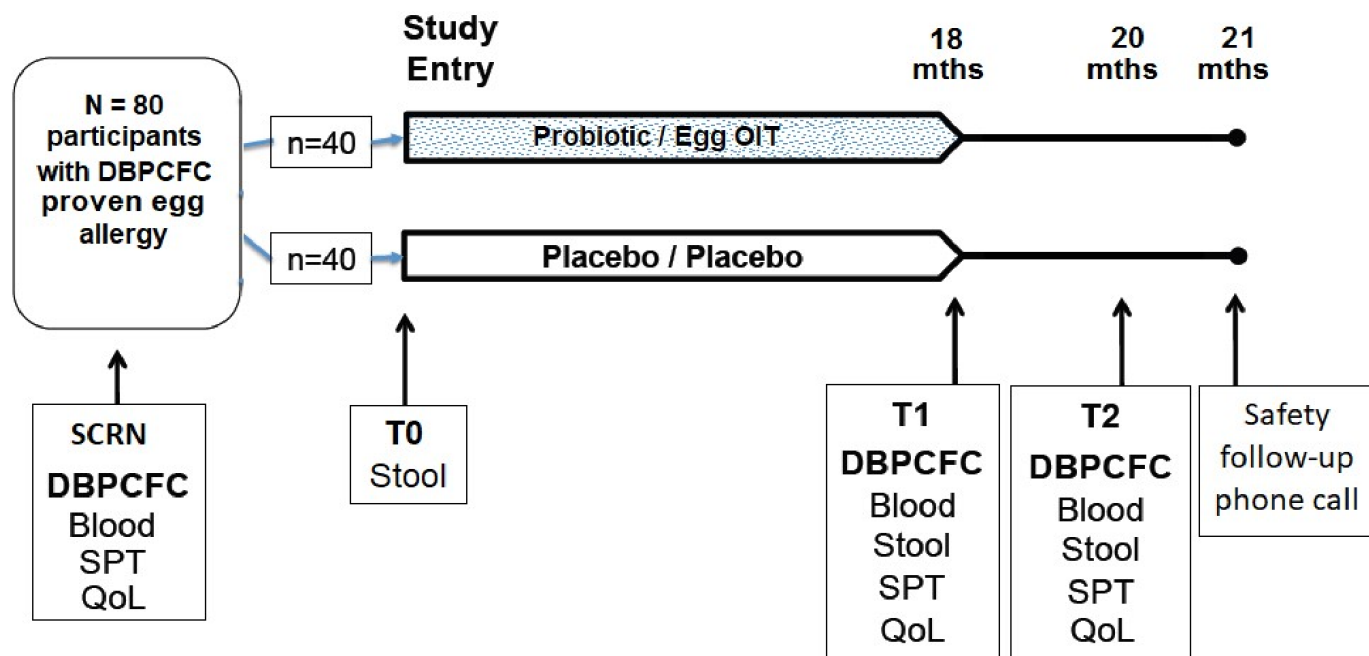 Study
Entry
18
mths
20
mths
21
mths
N = 80
participants
with DBPCFC
proven egg
allergy
n=40
Probiotic / Egg OIT
n=40
Placebo / Placebo
SCRN
DBPCFC
Blood
SPT
QoL
T0
Stool
T1
DBPCFC
Blood
Stool
SPT
QoL
T2
DBPCFC
Blood
Stool
SPT
QoL
Safety
follow-up
phone call